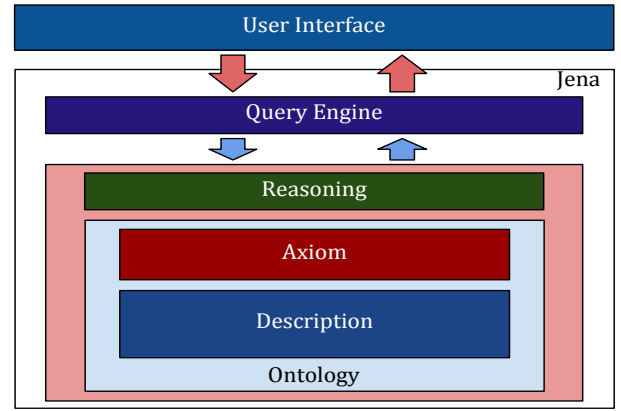 User Interface
Jena
Query Engine
Reasoning
Axiom
Description
Ontology